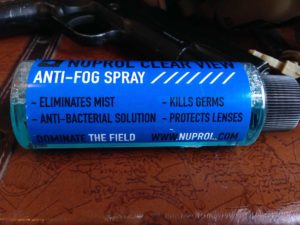 NUPROL CLEAR VIEW
ANTI-FOG SPRAY //////////
- ELIMINATES MIST - KILLS GERMS
- ANTI-BACTERIAL SOLUTION - PROTECTS LENSES
DOMINATE THE FIELD WWW.NUPROL.COM